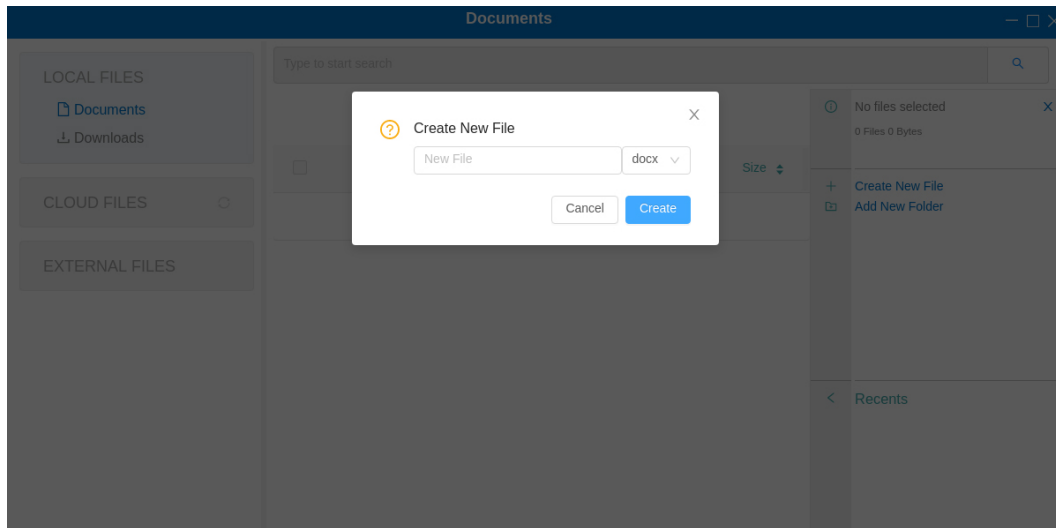 Documents
LOCAL FILES
Documents
Downloads
CLOUD FILES
EXTERNAL FILES
Type to start search
Create New File
New File
docx
Cancel
Create
Size
No files selected
0 Files 0 Bytes
Create New File
Add New Folder
Recents